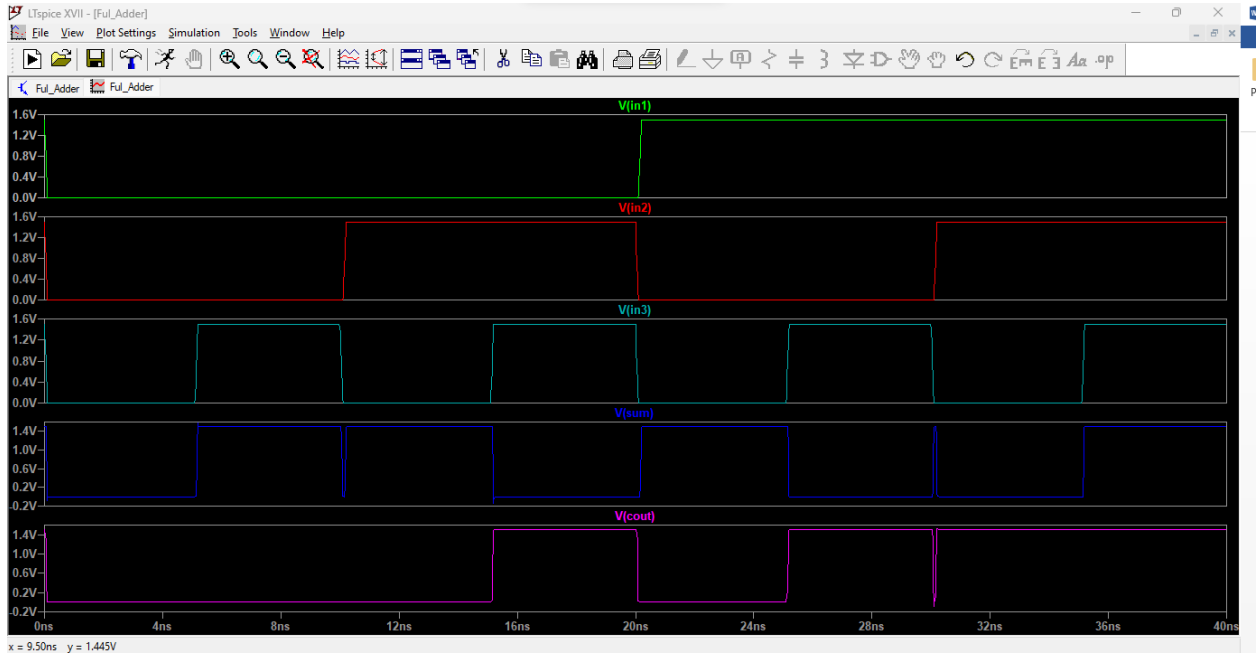 LTspice XVII - [Ful_Adder]
File View Plot Settings Simulation Tools Window Help
Ful_Adder Ful_Adder
V(in1)
1.6V
1.2V
0.8V
0.4V
0.0V
V(in2)
1.6V
1.2V
0.8V
0.4V
0.0V
V(in3)
1.6V
1.2V
0.8V
0.4V
0.0V
V(sum)
1.4V
1.0V
0.6V
0.2V
-0.2V
V(cout)
1.4V
1.0V
0.6V
0.2V
-0.2V
0ns 4ns 8ns 12ns 16ns 20ns 24ns 28ns 32ns 36ns 40ns
x = 9.50ns y = 1.445V